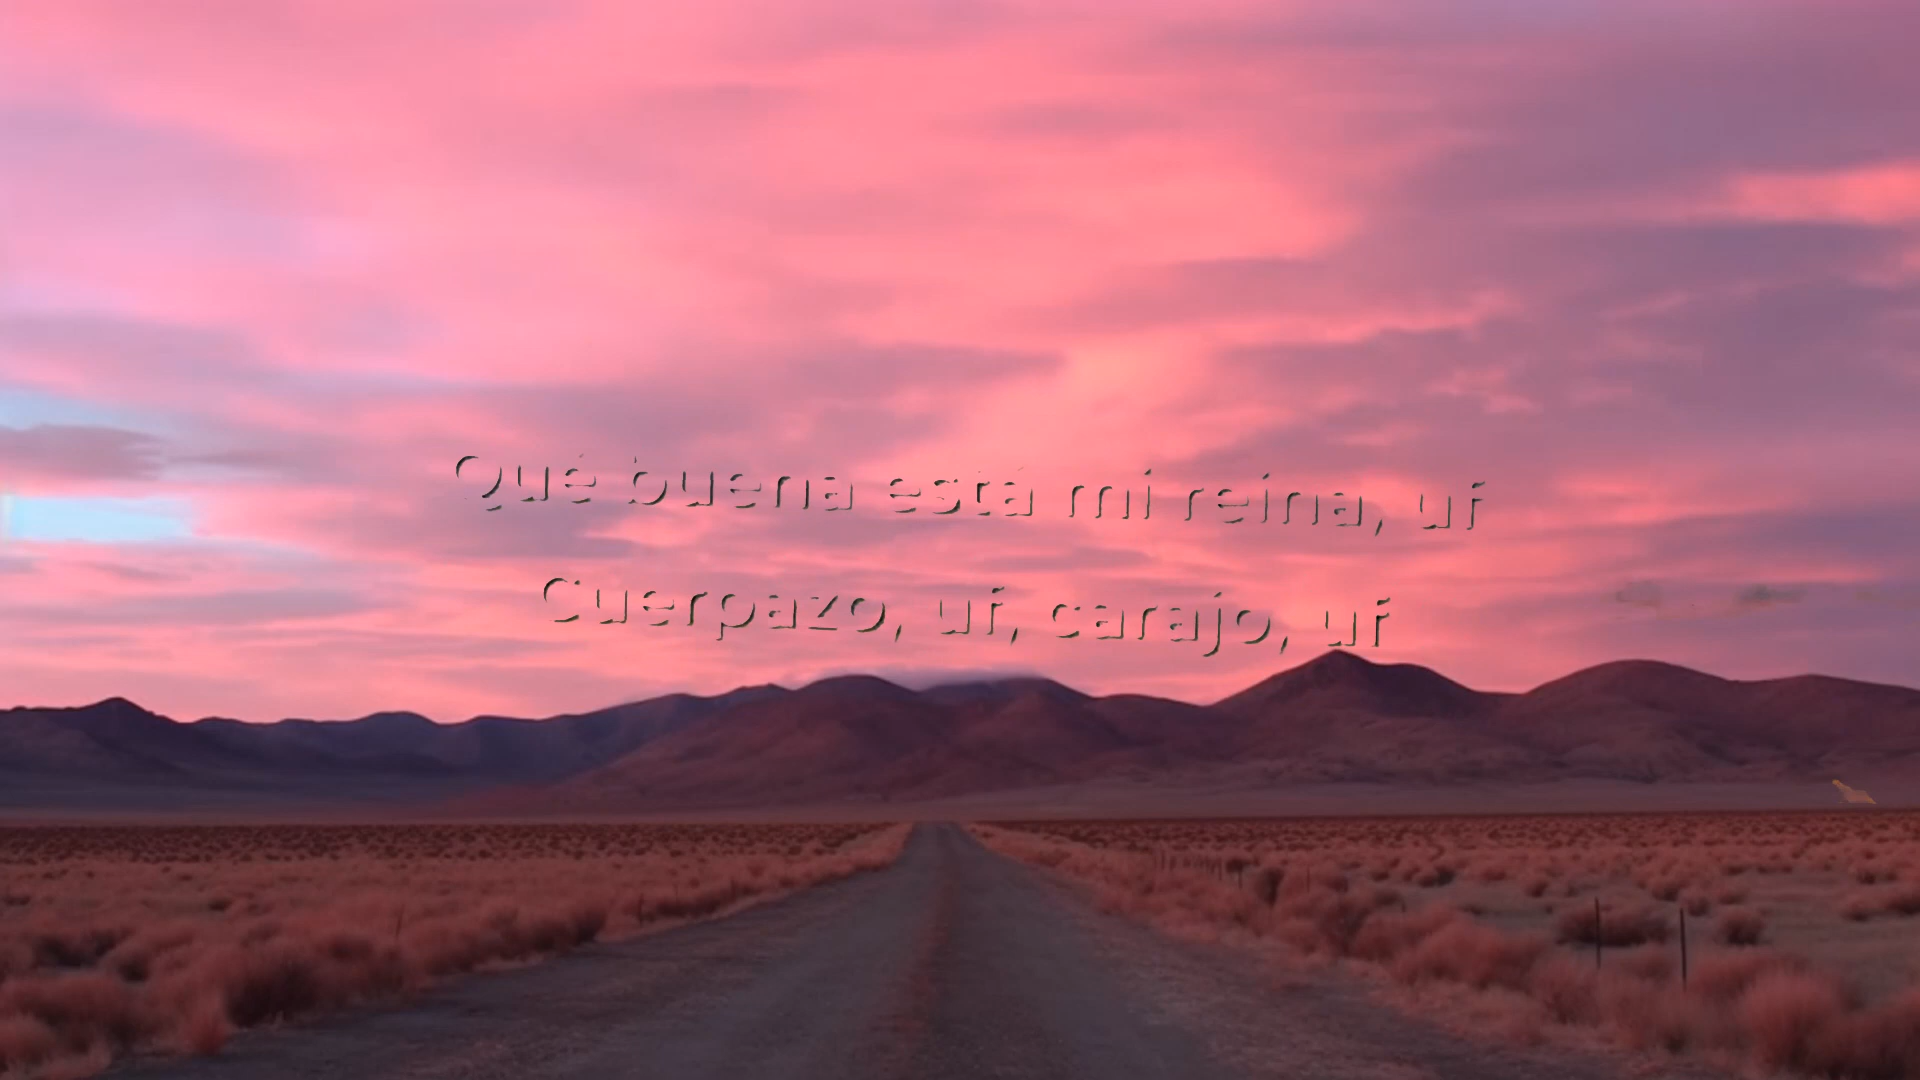 Qué buena está mi reina, uf
Cuerpazo, uf, carajo, uf